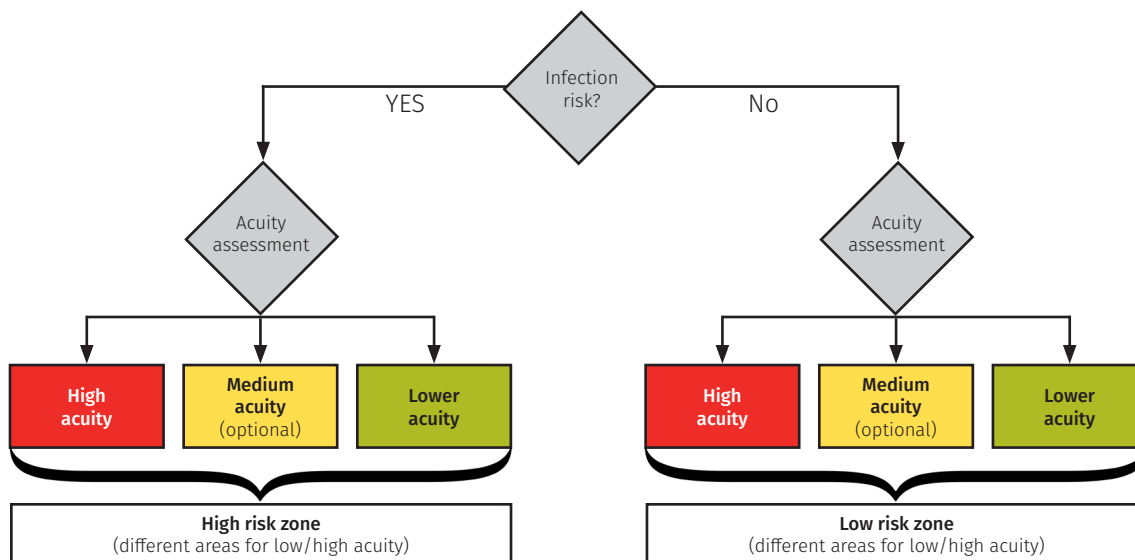 Infection
risk?
YES
No
Acuity
assessment
Acuity
assessment
High
acuity
Medium
acuity
(optional)
Lower
acuity
High
acuity
Medium
acuity
(optional)
Lower
acuity
High risk zone
(different areas for low/high acuity)
Low risk zone
(different areas for low/high acuity)